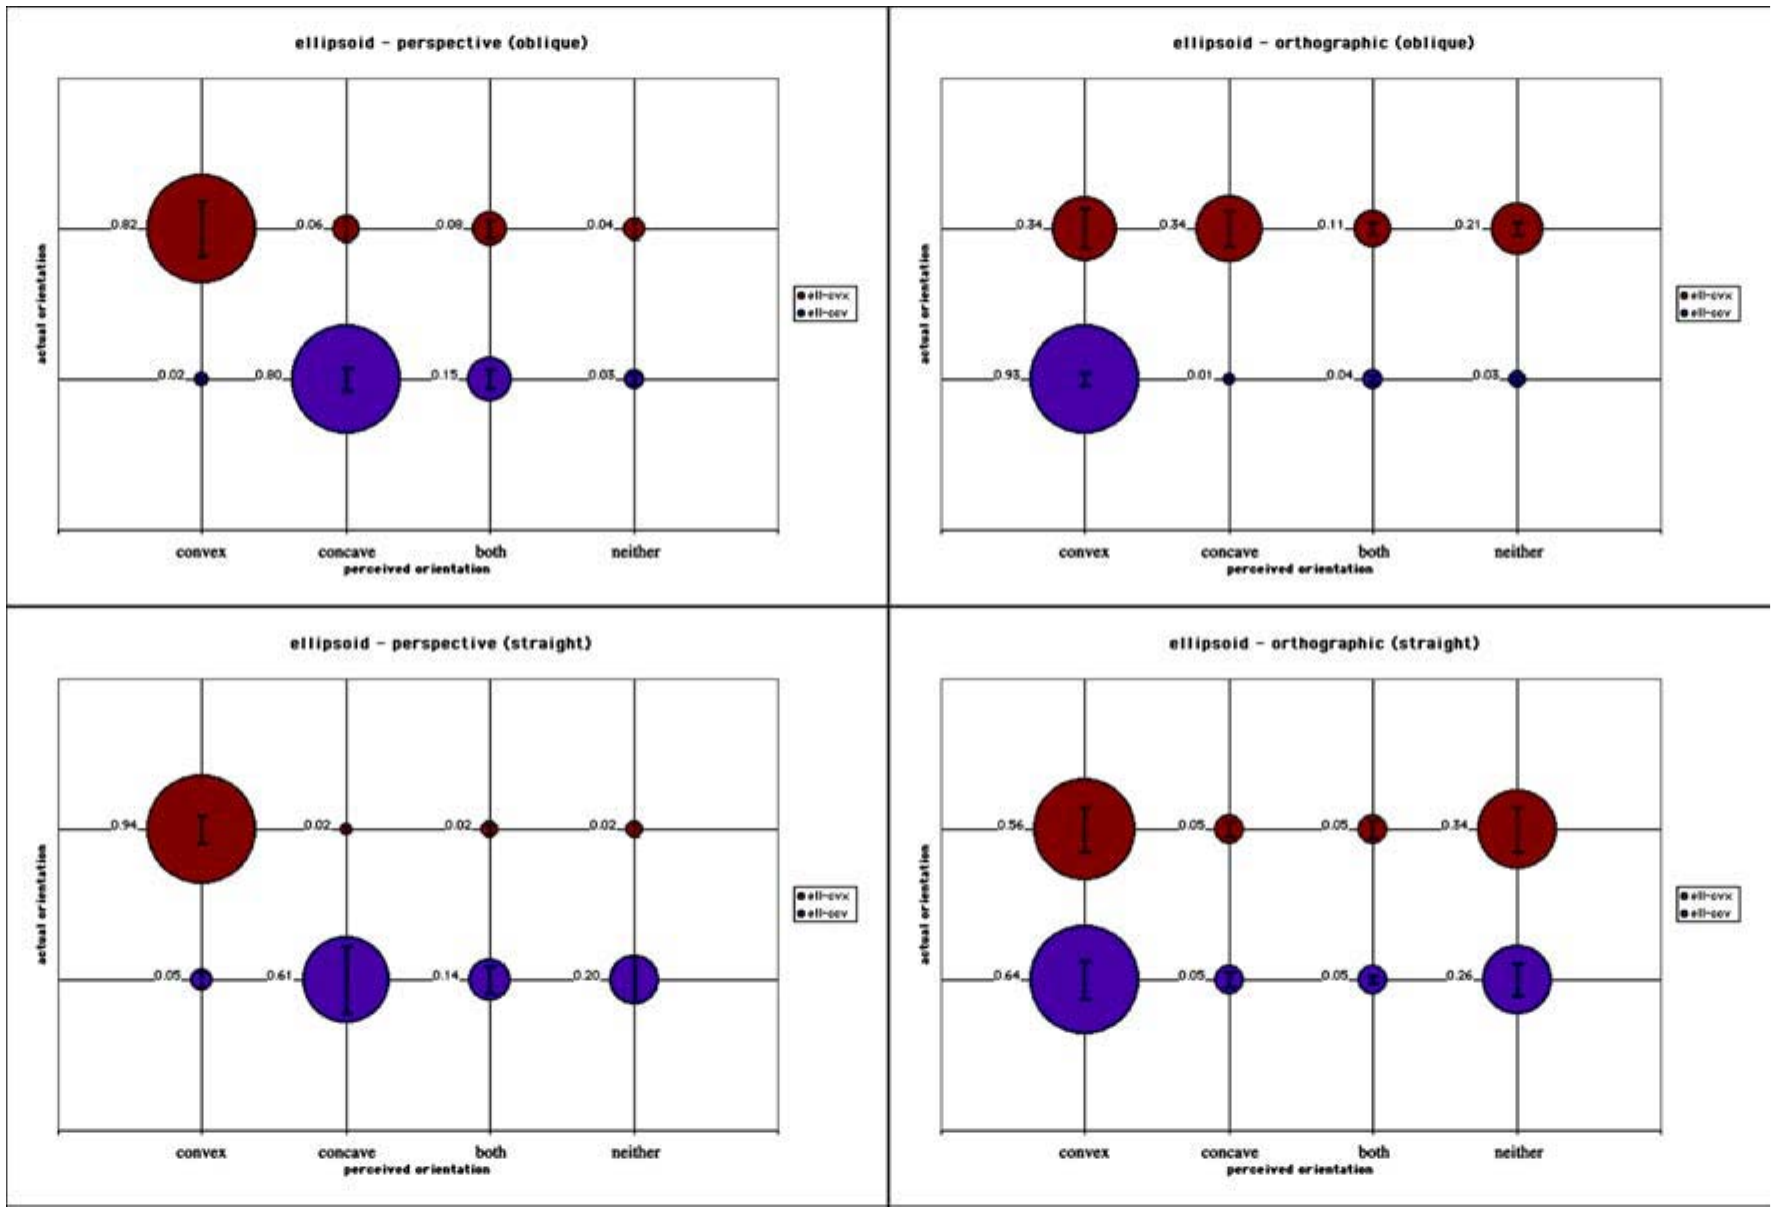 ellipsoid - perspective (oblique)
0.82 0.06 0.08 0.04
actual orientation
ell-cvx
ell-ccv
0.02 0.80 0.15 0.03
convex concave both neither
perceived orientation
ellipsoid - orthographic (oblique)
0.34 0.34 0.11 0.21
actual orientation
ell-cvx
ell-ccv
0.93 0.01 0.04 0.03
convex concave both neither
perceived orientation
ellipsoid - perspective (straight)
0.94 0.02 0.02 0.02
actual orientation
ell-cvx
ell-ccv
0.05 0.61 0.14 0.20
convex concave both neither
perceived orientation
ellipsoid - orthographic (straight)
0.56 0.05 0.05 0.34
actual orientation
ell-cvx
ell-ccv
0.64 0.05 0.05 0.26
convex concave both neither
perceived orientation